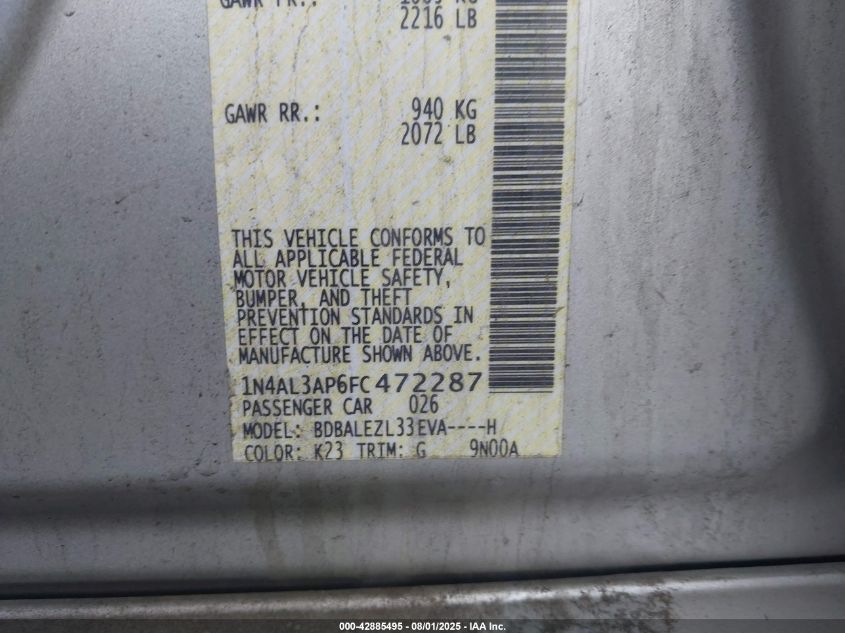 GAWR FR.:
2216 LB
GAWR RR.: 940 KG
2072 LB
THIS VEHICLE CONFORMS TO
ALL APPLICABLE FEDERAL
MOTOR VEHICLE SAFETY,
BUMPER, AND THEFT
PREVENTION STANDARDS IN
EFFECT ON THE DATE OF
MANUFACTURE SHOWN ABOVE.
1N4AL3AP6FC472287
PASSENGER CAR 026
MODEL: BDBALEZL33EVA----H
COLOR: K23 TRIM: G 9N00A
000-42885495 - 08/01/2025 - IAA Inc.